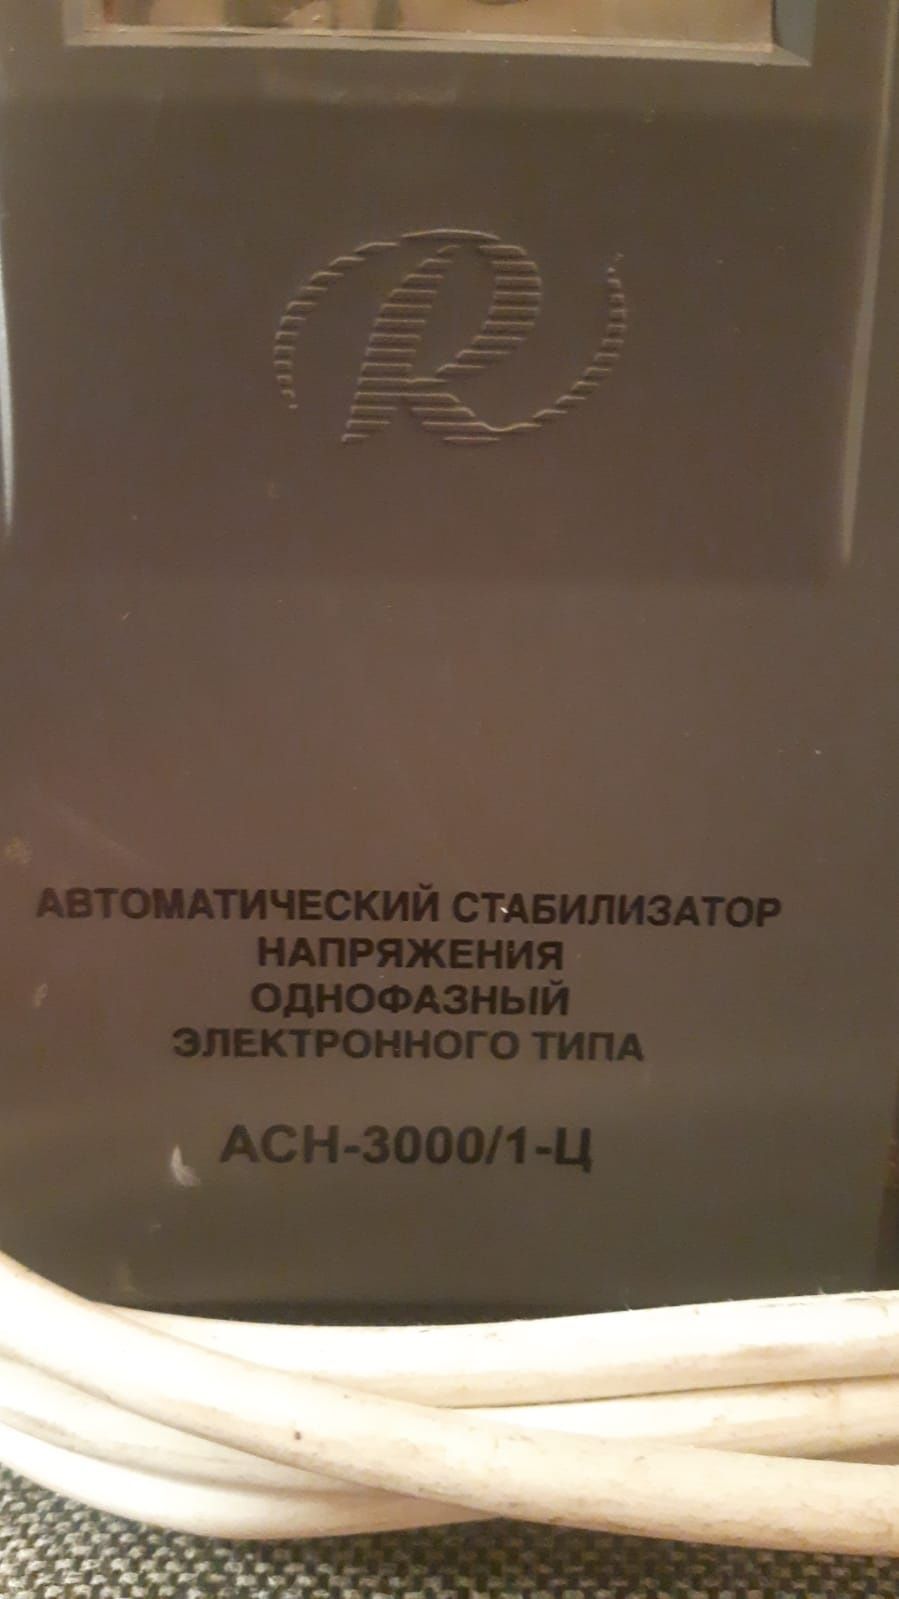 R
АВТОМАТИЧЕСКИЙ СТАБИЛИЗАТОР
НАПРЯЖЕНИЯ
ОДНОФАЗНЫЙ
ЭЛЕКТРОННОГО ТИПА
АСН-3000/1-Ц